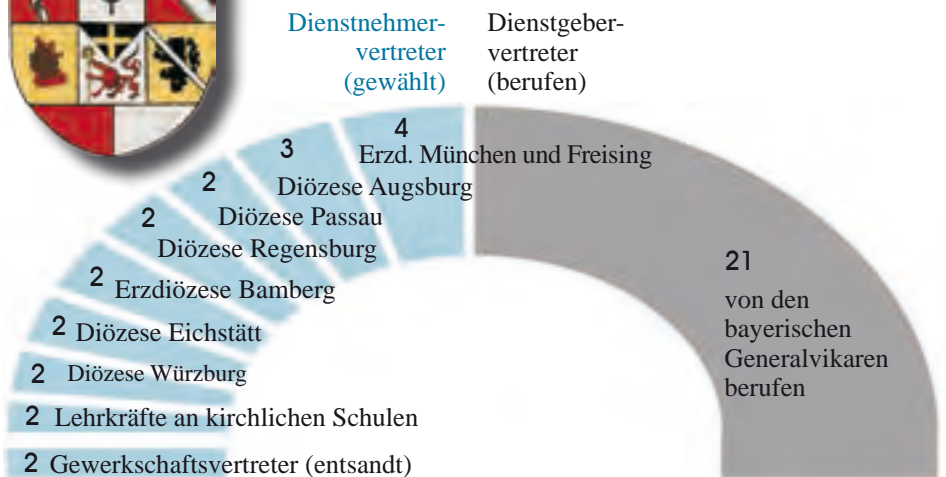 Dienstnehmer-
vertreter
(gewählt)
Dienstgeber-
vertreter
(berufen)
4
Erzd. München und Freising
3
Diözese Augsburg
2
Diözese Passau
2
Diözese Regensburg
2 Erzdiözese Bamberg
2 Diözese Eichstätt
2 Diözese Würzburg
2 Lehrkräfte an kirchlichen Schulen
2 Gewerkschaftsvertreter (entsandt)
21
von den
bayerischen
Generalvikaren
berufen